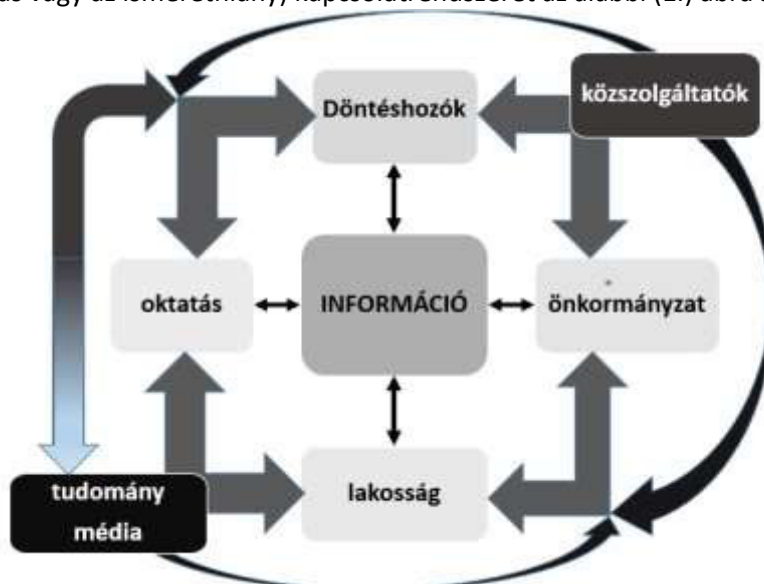 Döntéshozók
közszolgáltatók
oktatás
INFORMÁCIÓ
önkormányzat
tudomány
média
lakosság